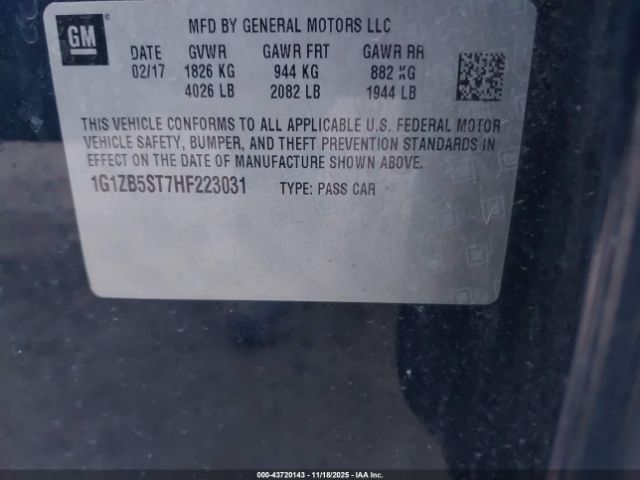 GM
MFD BY GENERAL MOTORS LLC
DATE GVWR GAWR FRT GAWR RR
02/17 1826 KG 944 KG 882 KG
4026 LB 2082 LB 1944 LB
THIS VEHICLE CONFORMS TO ALL APPLICABLE U.S. FEDERAL MOTOR
VEHICLE SAFETY, BUMPER, AND THEFT PREVENTION STANDARDS IN
EFFECT ON THE DATE OF MANUFACTURE SHOWN ABOVE.
1G1ZB5ST7HF223031 TYPE: PASS CAR
000-43720143 - 11/18/2025 - IAA Inc.